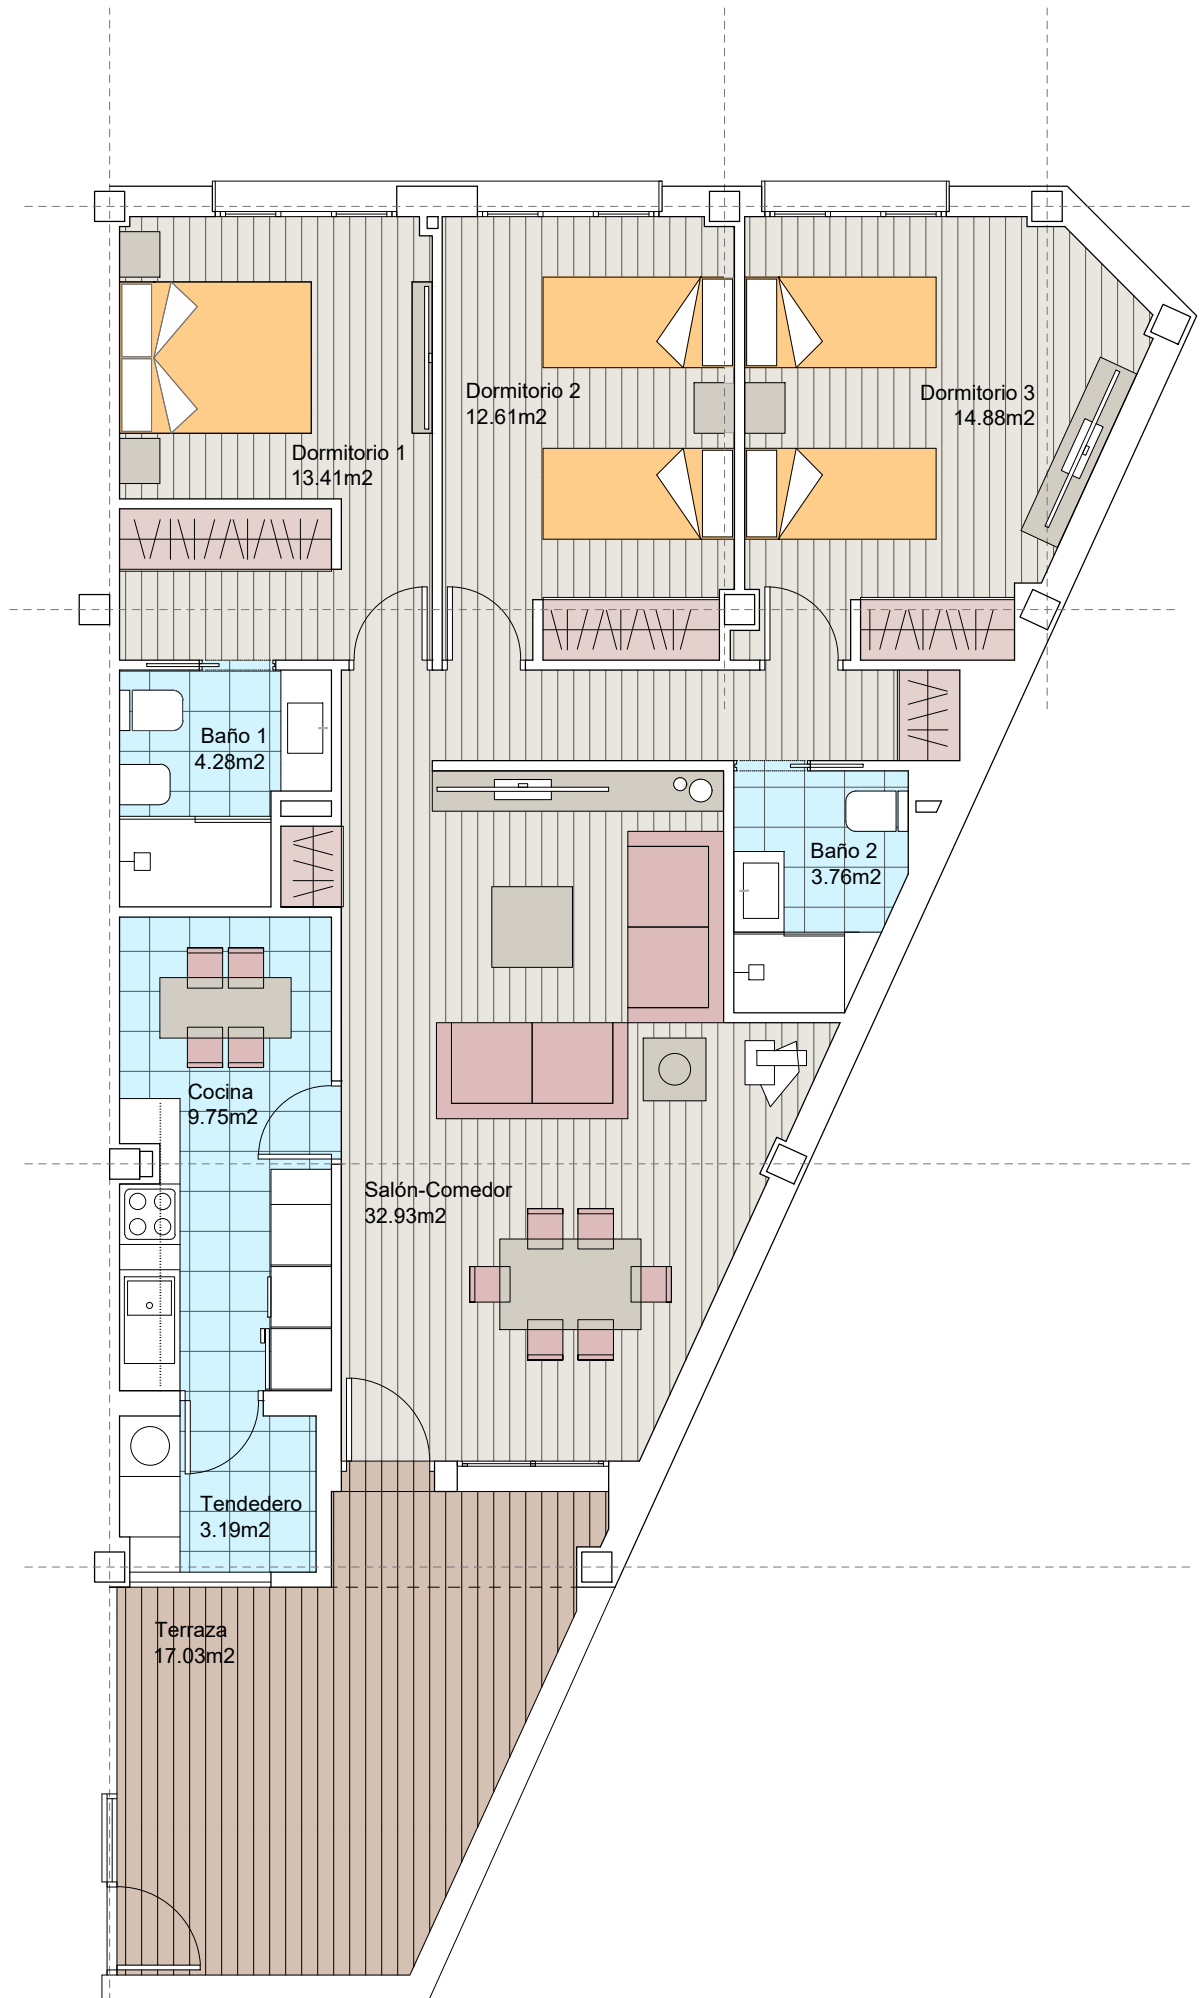 Dormitorio 1
13.41m2
Dormitorio 2
12.61m2
Dormitorio 3
14.88m2
Baño 1
4.28m2
Baño 2
3.76m2
Cocina
9.75m2
Salón-Comedor
32.93m2
Tendedero
3.19m2
Terraza
17.03m2